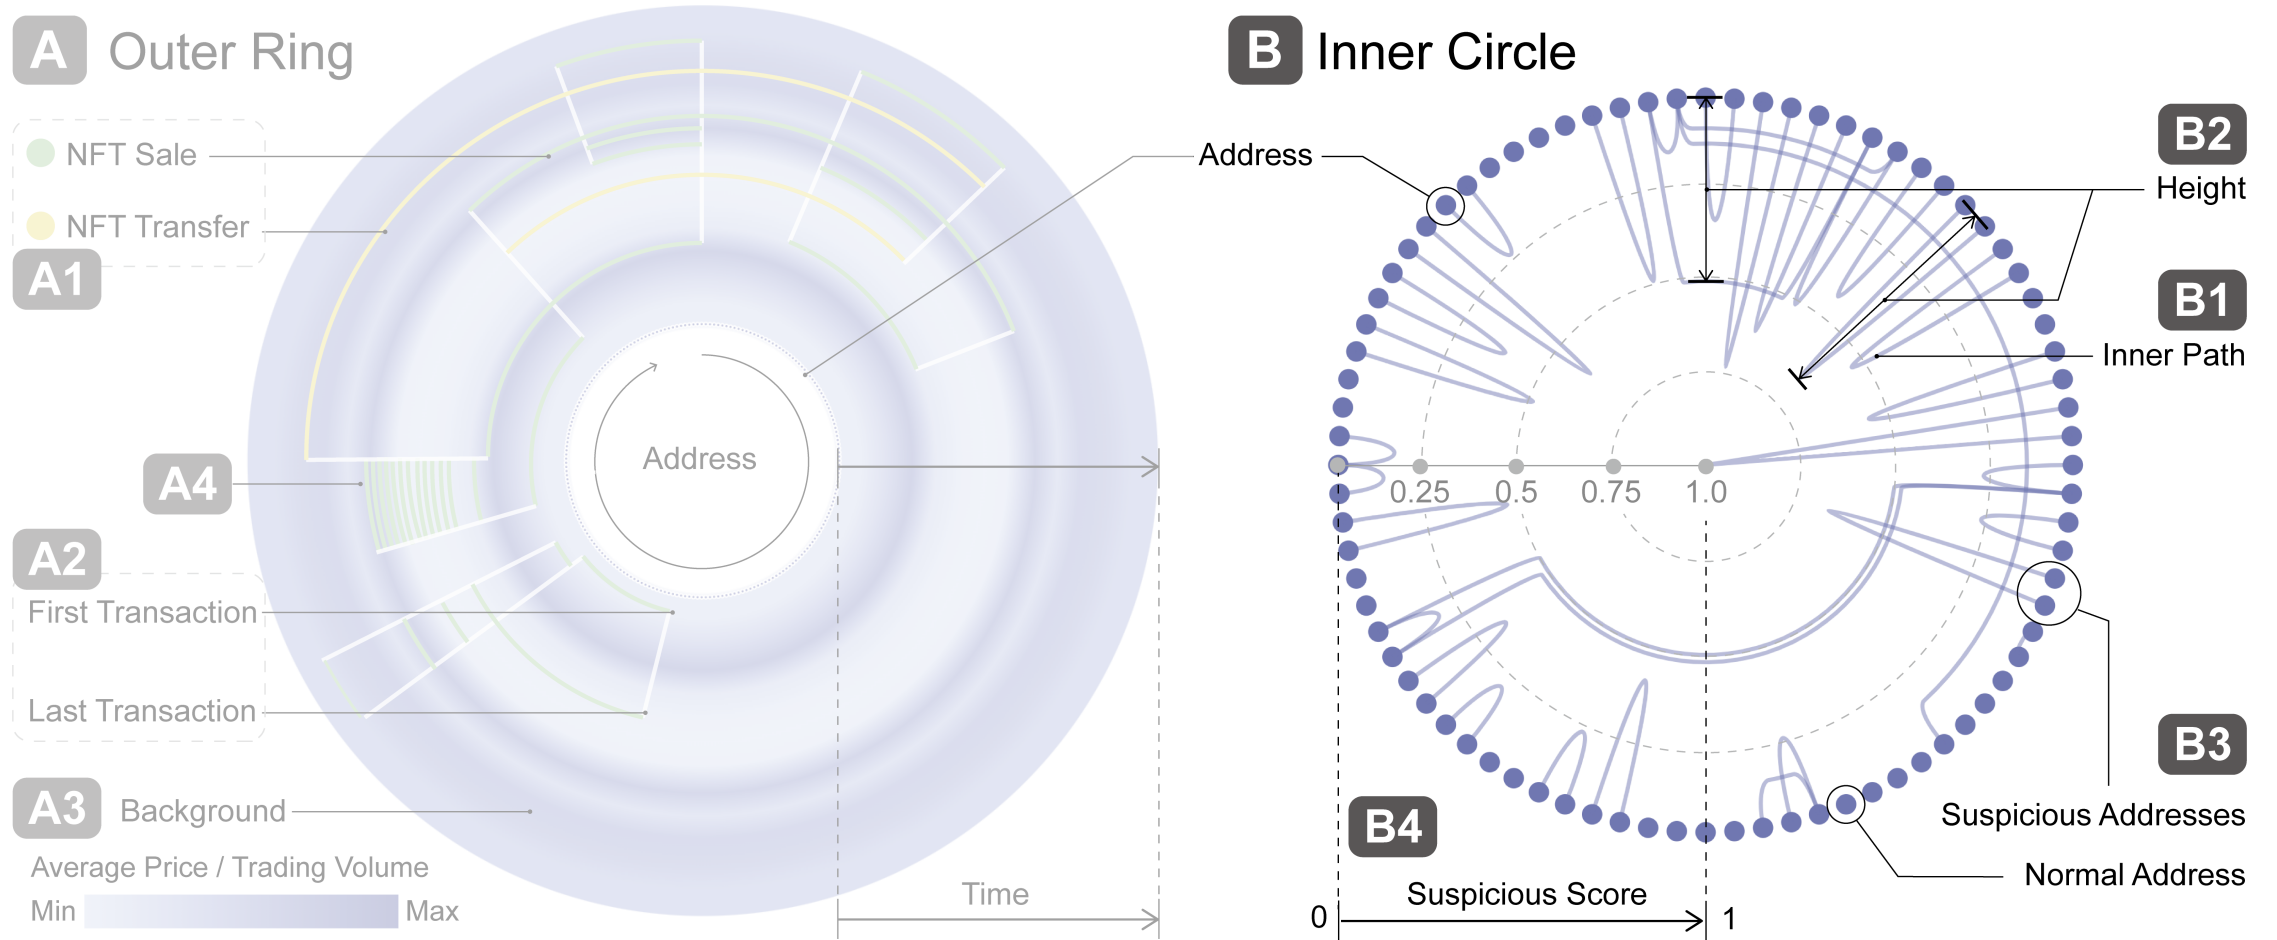 A Outer Ring
NFT Sale
NFT Transfer
A1
A4
A2
First Transaction
Last Transaction
A3 Background
Average Price / Trading Volume
Min Max
Address
Time
B Inner Circle
Address
B2
Height
B1
Inner Path
0.25 0.5 0.75 1.0
B3
Suspicious Addresses
Normal Address
B4
Suspicious Score
0 1